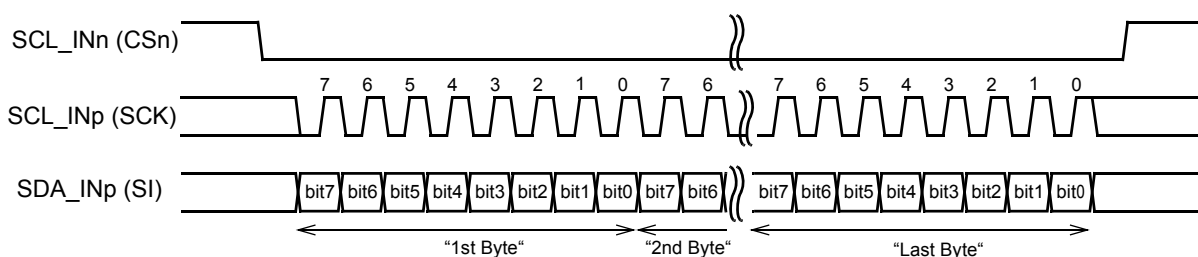 SCL_INn (CSn)
7 6 5 4 3 2 1 0 7 6 7 6 5 4 3 2 1 0
SCL_INp (SCK)
SDA_INp (SI) bit7 bit6 bit5 bit4 bit3 bit2 bit1 bit0 bit7 bit6 bit7 bit6 bit5 bit4 bit3 bit2 bit1 bit0
“1st Byte“ “2nd Byte“ “Last Byte“